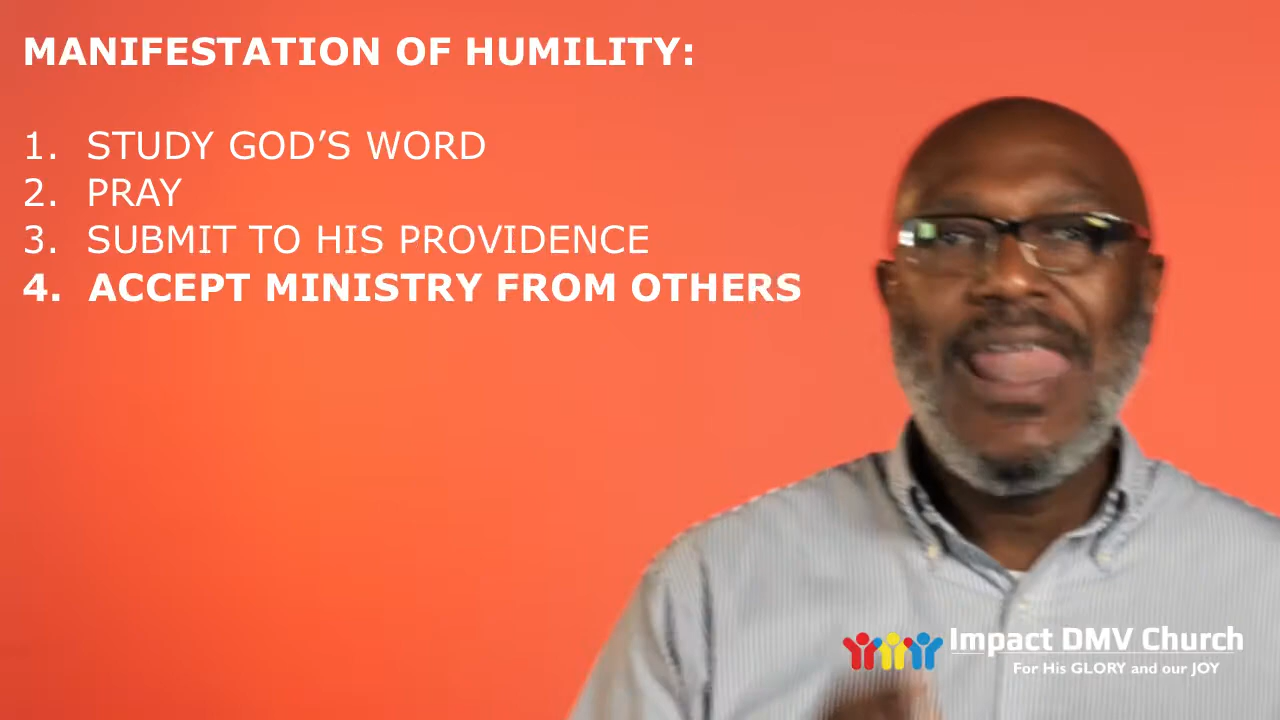 MANIFESTATION OF HUMILITY:
1. STUDY GOD’S WORD
2. PRAY
3. SUBMIT TO HIS PROVIDENCE
4. ACCEPT MINISTRY FROM OTHERS
Impact DMV Church
For His GLORY and our JOY